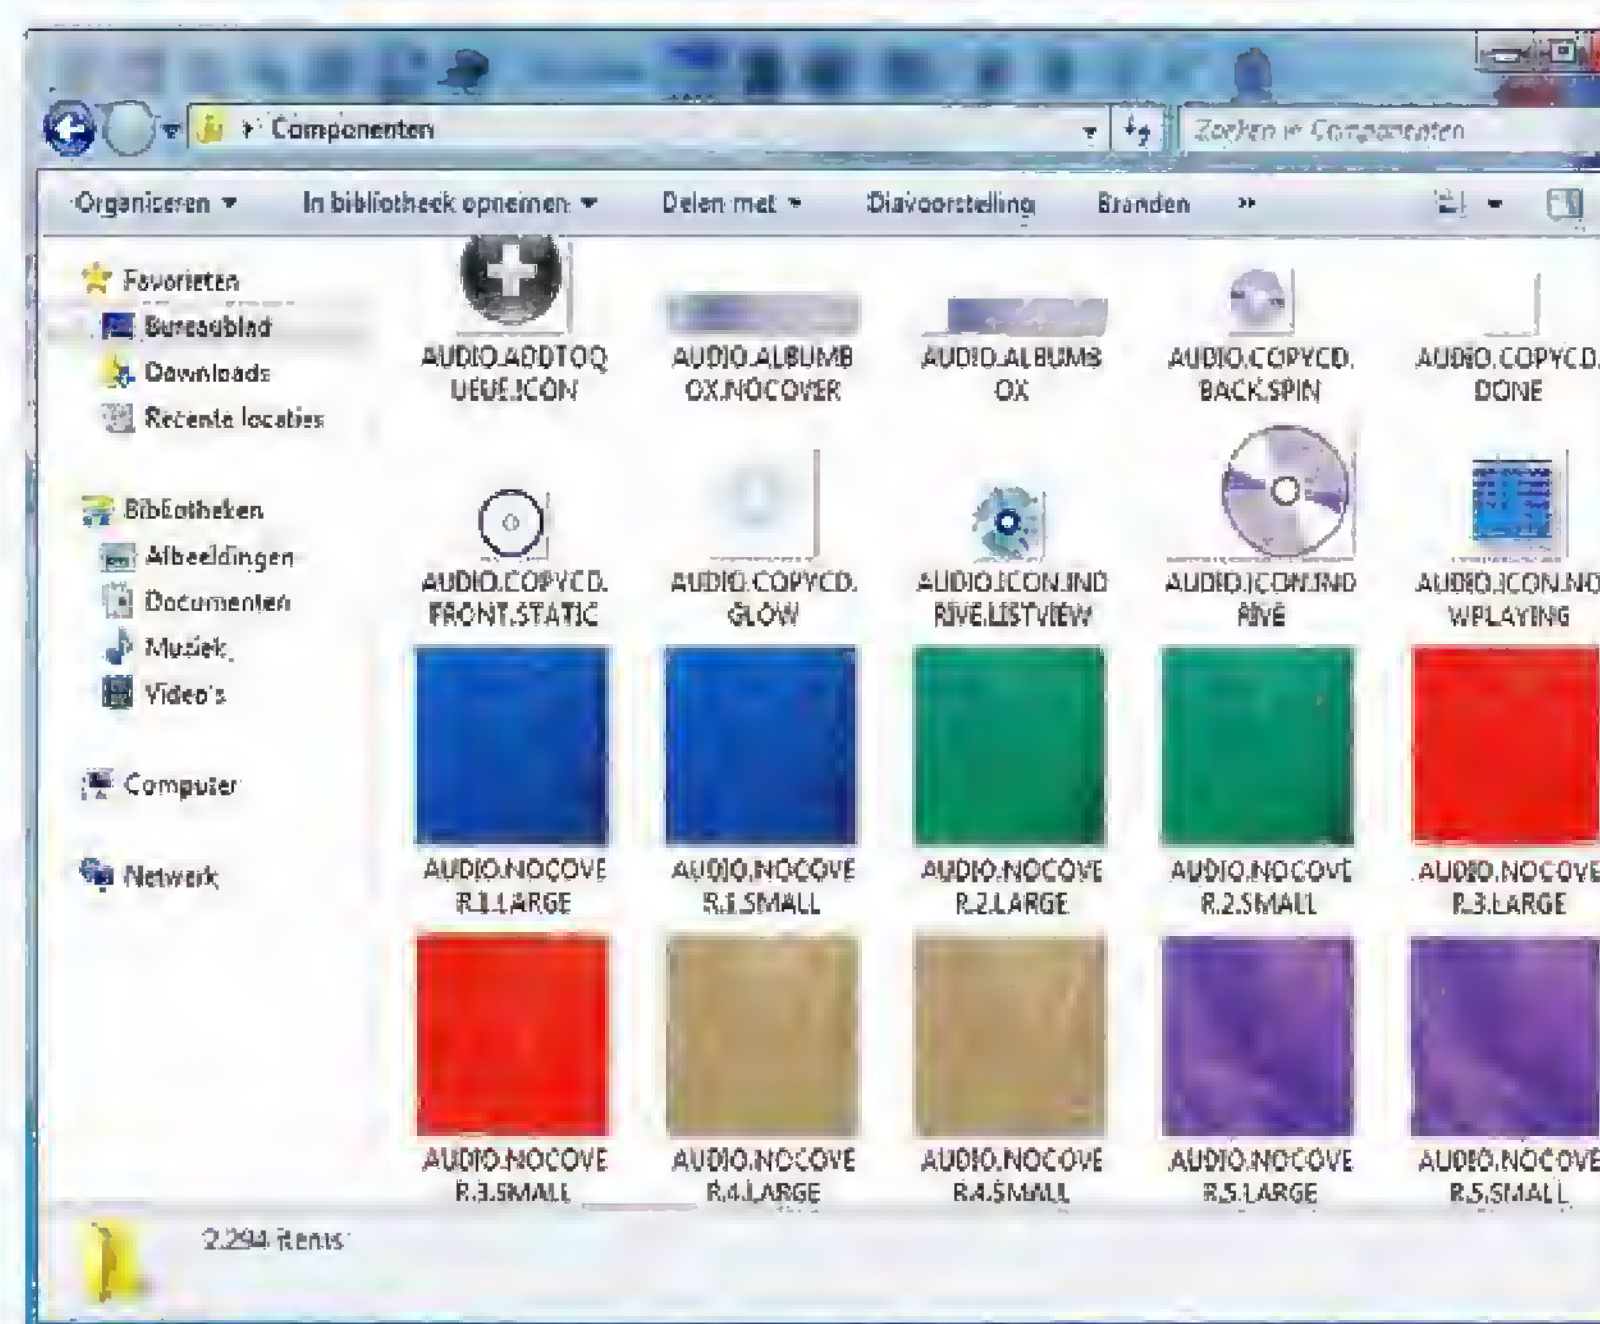 Componenten
Zoeken in Componenten
Organiseren In bibliotheek opnemen Delen met Diavoorstelling Branden »
Favorieten
Bureaublad
Downloads
Recente locaties
Bibliotheken
Afbeeldingen
Documenten
Muziek
Video's
Computer
Netwerk
AUDIO.ADDTOQ
UEUE.ICON
AUDIO.ALBUMB
OX.NOCOVER
AUDIO.ALBUMB
OX
AUDIO.COPYCD.
BACK.SPIN
AUDIO.COPYCD.
DONE
AUDIO.COPYCD.
FRONT.STATIC
AUDIO.COPYCD.
GLOW
AUDIO.ICON.IND
RIVE.LISTVIEW
AUDIO.ICON.IND
RIVE
AUDIO.ICON.NO
WPLAYING
AUDIO.NOCOVE
R.1.LARGE
AUDIO.NOCOVE
R.1.SMALL
AUDIO.NOCOVE
R.2.LARGE
AUDIO.NOCOVE
R.2.SMALL
AUDIO.NOCOVE
R.3.LARGE
AUDIO.NOCOVE
R.3.SMALL
AUDIO.NOCOVE
R.4.LARGE
AUDIO.NOCOVE
R.4.SMALL
AUDIO.NOCOVE
R.5.LARGE
AUDIO.NOCOVE
R.5.SMALL
2.294 items